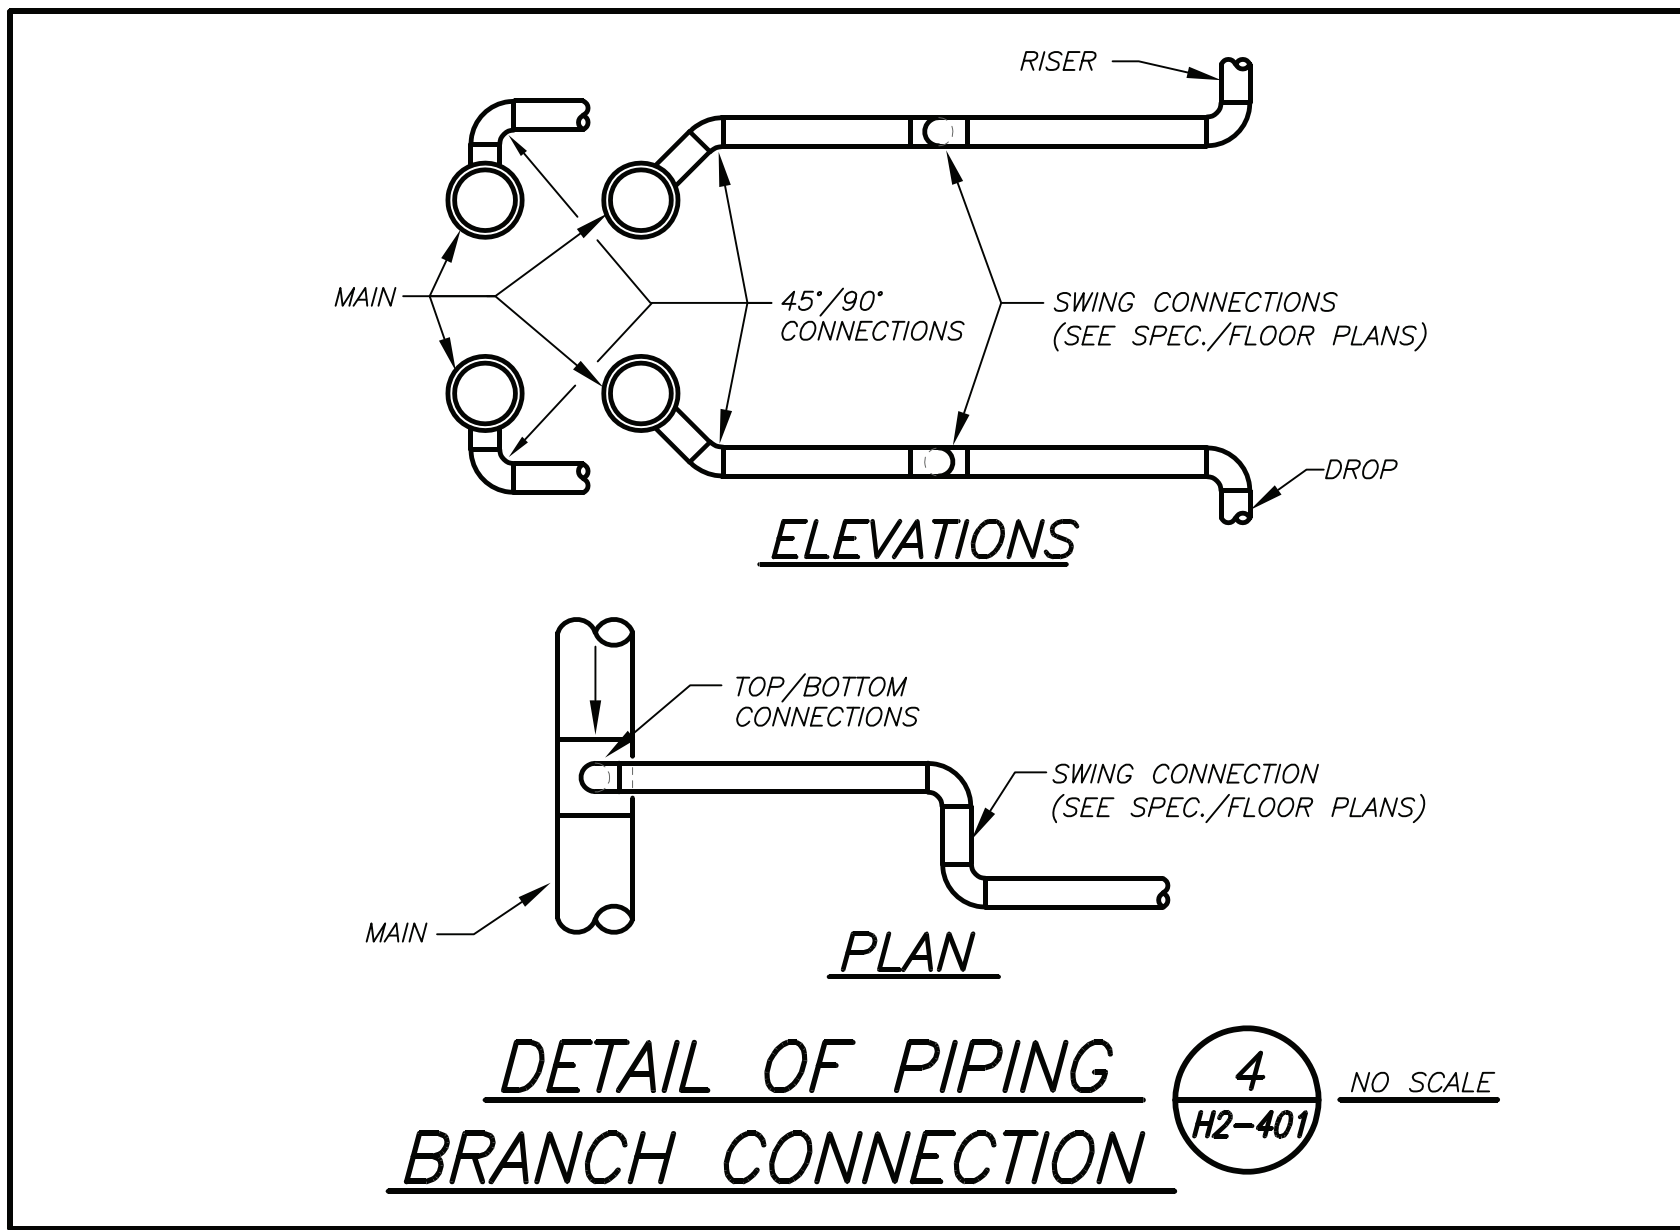 RISER
MAIN
45°/90°
CONNECTIONS
SWING CONNECTIONS
(SEE SPEC./FLOOR PLANS)
DROP
ELEVATIONS
TOP/BOTTOM
CONNECTIONS
SWING CONNECTION
(SEE SPEC./FLOOR PLANS)
MAIN
PLAN
DETAIL OF PIPING
BRANCH CONNECTION
4
H2-401
NO SCALE